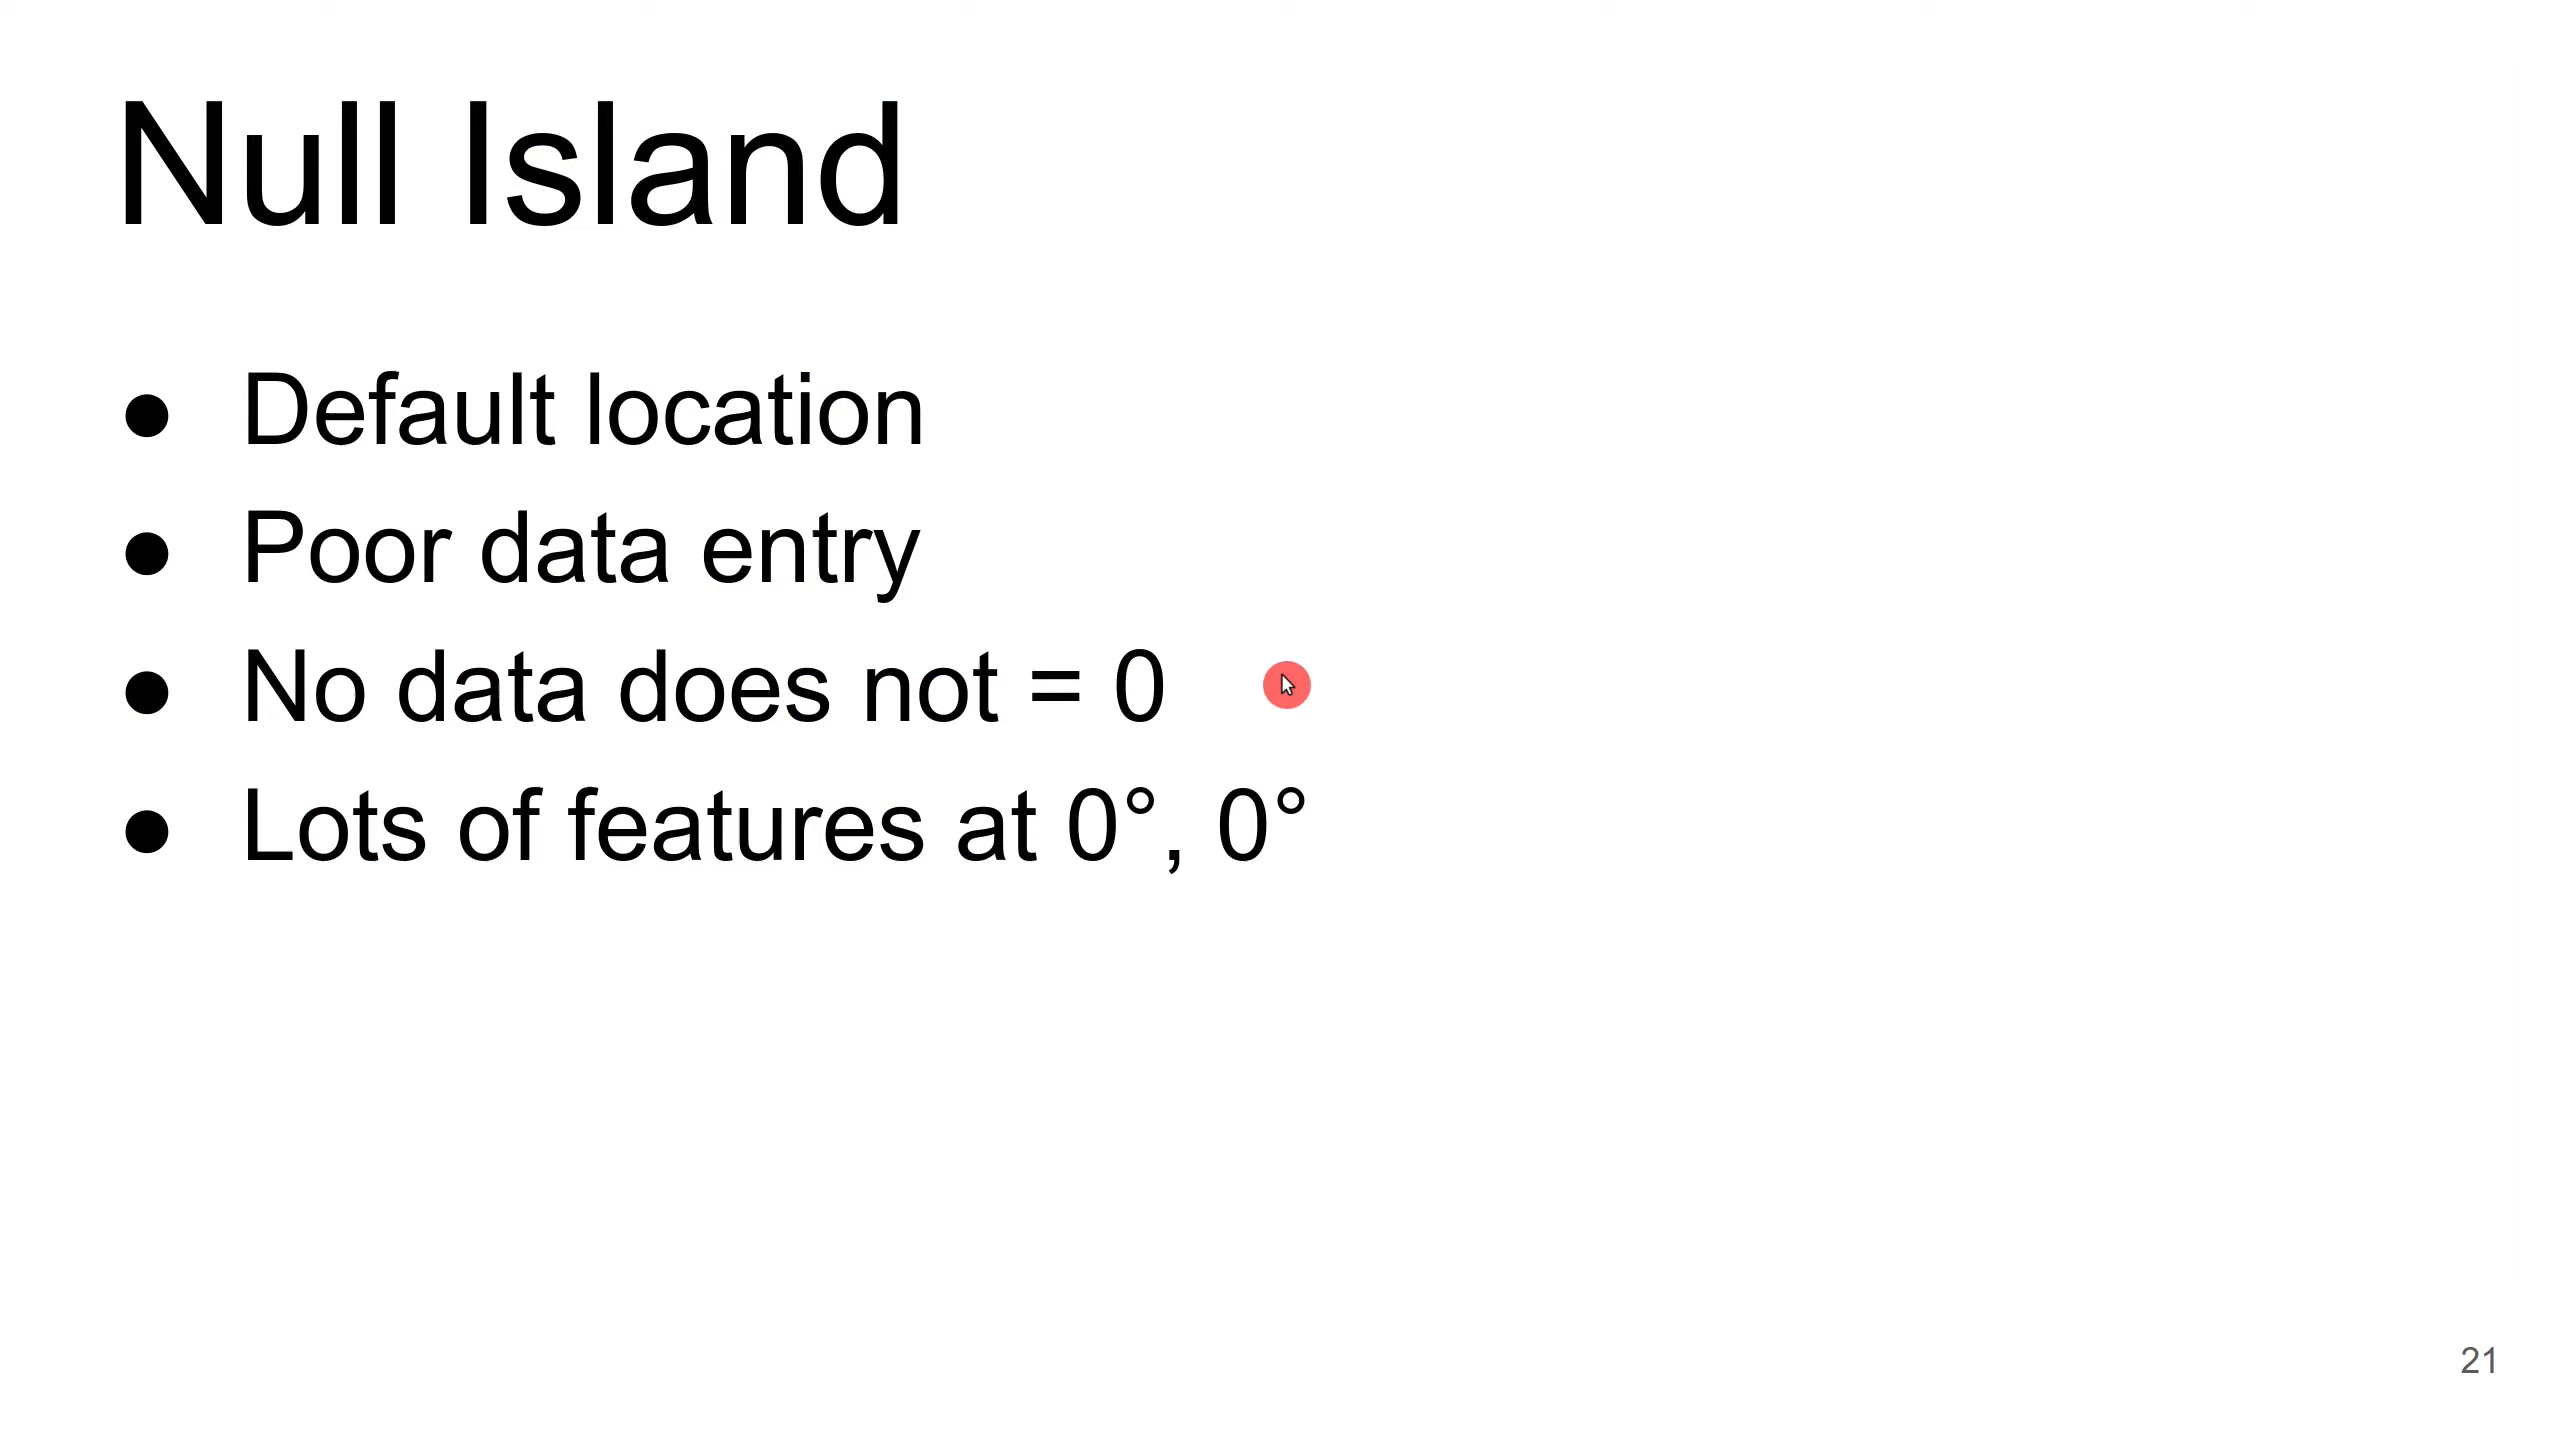 Null Island
● Default location
● Poor data entry
● No data does not = 0
● Lots of features at 0°, 0°
21